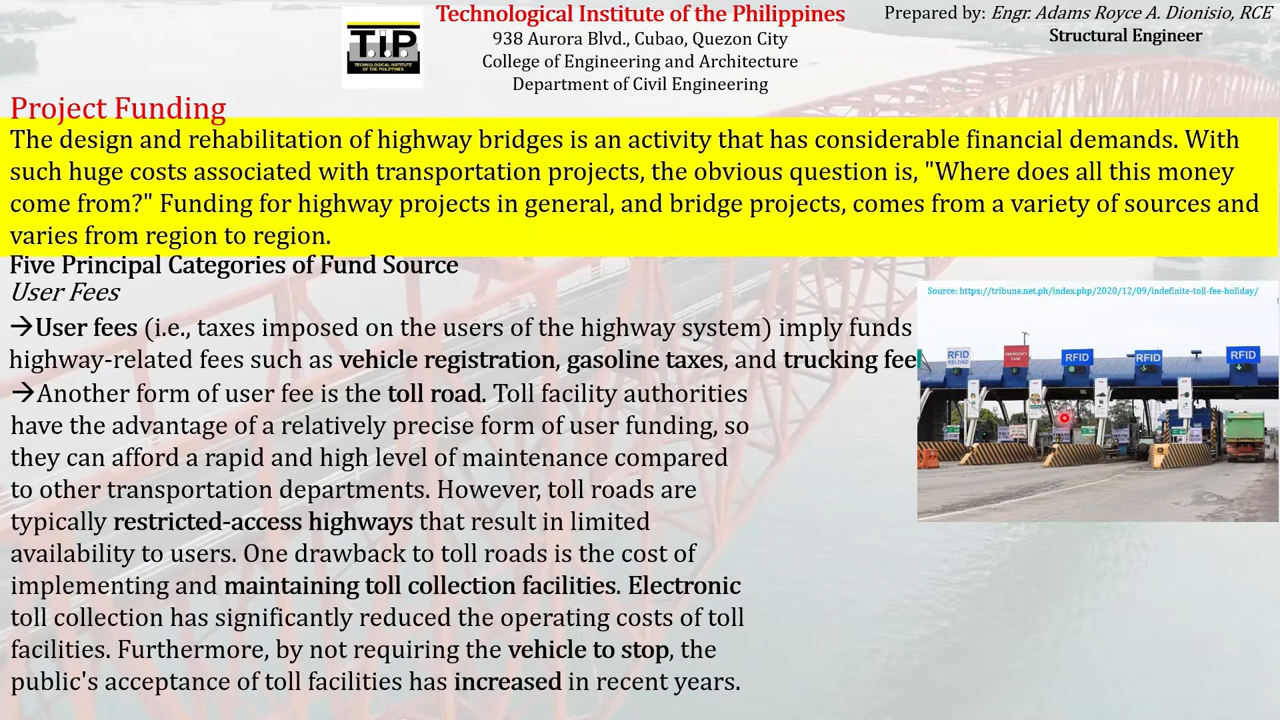 TiP
TECHNOLOGICAL INSTITUTE
OF THE PHILIPPINES
Technological Institute of the Philippines
938 Aurora Blvd., Cubao, Quezon City
College of Engineering and Architecture
Department of Civil Engineering
Prepared by: Engr. Adams Royce A. Dionisio, RCE
Structural Engineer
Project Funding
The design and rehabilitation of highway bridges is an activity that has considerable financial demands. With
such huge costs associated with transportation projects, the obvious question is, "Where does all this money
come from?" Funding for highway projects in general, and bridge projects, comes from a variety of sources and
varies from region to region.
Five Principal Categories of Fund Source
User Fees
→User fees (i.e., taxes imposed on the users of the highway system) imply funds
highway-related fees such as vehicle registration, gasoline taxes, and trucking fee
→Another form of user fee is the toll road. Toll facility authorities
have the advantage of a relatively precise form of user funding, so
they can afford a rapid and high level of maintenance compared
to other transportation departments. However, toll roads are
typically restricted-access highways that result in limited
availability to users. One drawback to toll roads is the cost of
implementing and maintaining toll collection facilities. Electronic
toll collection has significantly reduced the operating costs of toll
facilities. Furthermore, by not requiring the vehicle to stop, the
public's acceptance of toll facilities has increased in recent years.
Source: https://tribune.net.ph/index.php/2020/12/09/indefinite-toll-fee-holiday/
RFID
RELOAD
EMERGENCY
LANE
RFID
RFID
RFID